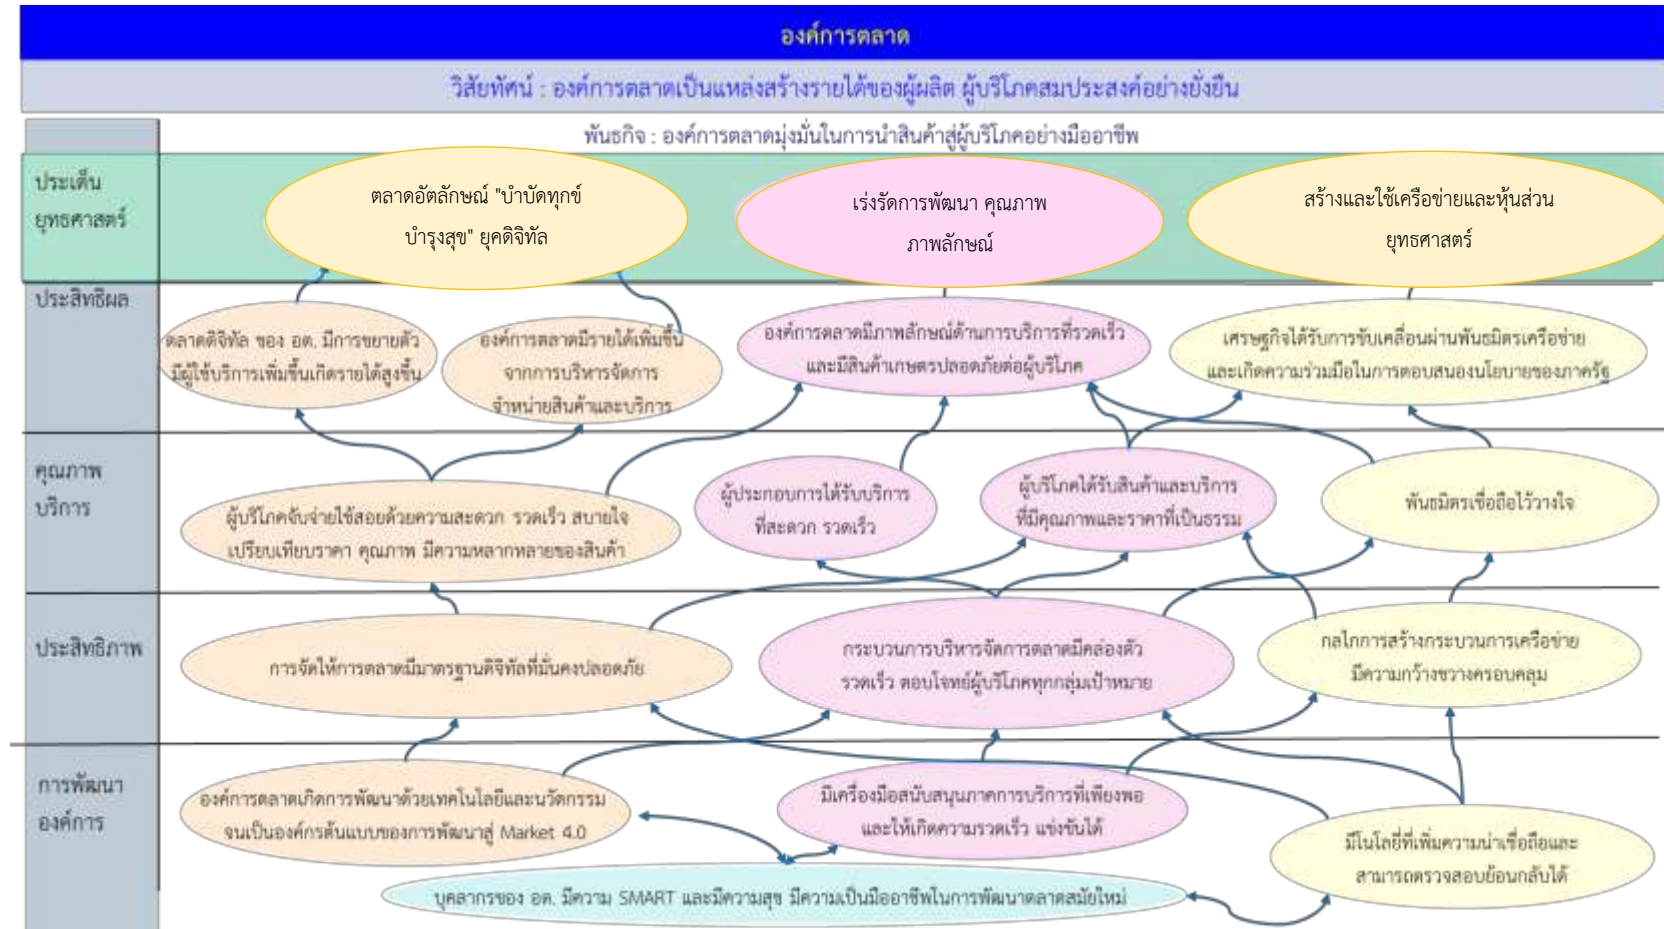 องค์การตลาด
วิสัยทัศน์ : องค์การตลาดเป็นแหล่งสร้างรายได้ของผู้ผลิต ผู้บริโภคสมประสงค์อย่างยั่งยืน
พันธกิจ : องค์การตลาดมุ่งมั่นในการนำสินค้าสู่ผู้บริโภคอย่างมืออาชีพ
ประเด็น
ยุทธศาสตร์
ตลาดอัตลักษณ์ "บำบัดทุกข์
บำรุงสุข" ยุคดิจิทัล
เร่งรัดการพัฒนา คุณภาพ
ภาพลักษณ์
สร้างและใช้เครือข่ายและหุ้นส่วน
ยุทธศาสตร์
ประสิทธิผล
ตลาดดิจิทัล ของ อต. มีการขยายตัว
มีผู้ใช้บริการเพิ่มขึ้นเกิดรายได้สูงขึ้น
องค์การตลาดมีรายได้เพิ่มขึ้น
จากการบริหารจัดการ
จำหน่ายสินค้าและบริการ
องค์การตลาดมีภาพลักษณ์ด้านการบริการที่รวดเร็ว
และมีสินค้าเกษตรปลอดภัยต่อผู้บริโภค
เศรษฐกิจได้รับการขับเคลื่อนผ่านพันธมิตรเครือข่าย
และเกิดความร่วมมือในการตอบสนองนโยบายของภาครัฐ
คุณภาพ
บริการ
ผู้บริโภคจับจ่ายใช้สอยด้วยความสะดวก รวดเร็ว สบายใจ
เปรียบเทียบราคา คุณภาพ มีความหลากหลายของสินค้า
ผู้ประกอบการได้รับบริการ
ที่สะดวก รวดเร็ว
ผู้บริโภคได้รับสินค้าและบริการ
ที่มีคุณภาพและราคาที่เป็นธรรม
พันธมิตรเชื่อถือไว้วางใจ
ประสิทธิภาพ
การจัดให้การตลาดมีมาตรฐานดิจิทัลที่มั่นคงปลอดภัย
กระบวนการบริหารจัดการตลาดมีคล่องตัว
รวดเร็ว ตอบโจทย์ผู้บริโภคทุกกลุ่มเป้าหมาย
กลไกการสร้างกระบวนการเครือข่าย
มีความกว้างขวางครอบคลุม
การพัฒนา
องค์การ
องค์การตลาดเกิดการพัฒนาด้วยเทคโนโลยีและนวัตกรรม
จนเป็นองค์กรต้นแบบของการพัฒนาสู่ Market 4.0
มีเครื่องมือสนับสนุนภาคการบริการที่เพียงพอ
และให้เกิดความรวดเร็ว แข่งขันได้
มีโนโลยีที่เพิ่มความน่าเชื่อถือและ
สามารถตรวจสอบย้อนกลับได้
บุคลากรของ อต. มีความ SMART และมีความสุข มีความเป็นมืออาชีพในการพัฒนาตลาดสมัยใหม่